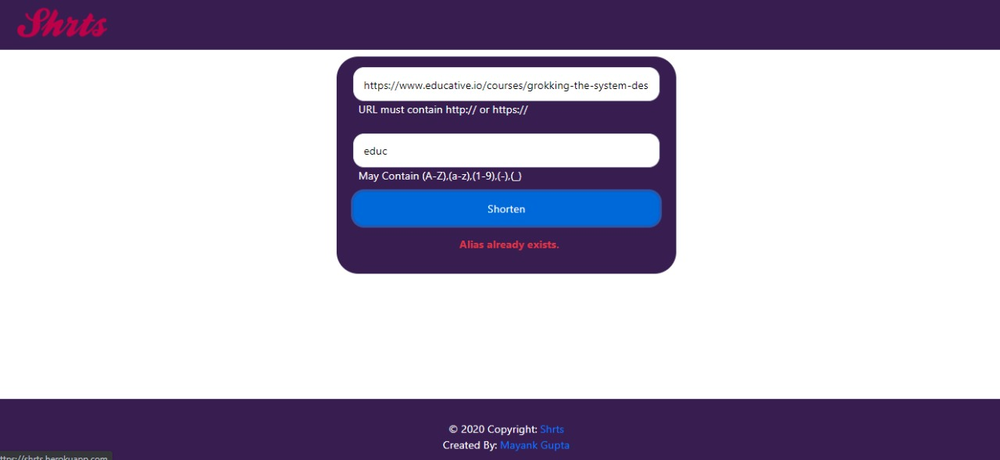 Shrts
https://www.educative.io/courses/grokking-the-system-des
URL must contain http:// or https://
educ
May Contain (A-Z),(a-z),(1-9),(-),(_)
Shorten
Alias already exists.
© 2020 Copyright: Shrts
Created By: Mayank Gupta
ttps://shrts.herokuapp.com